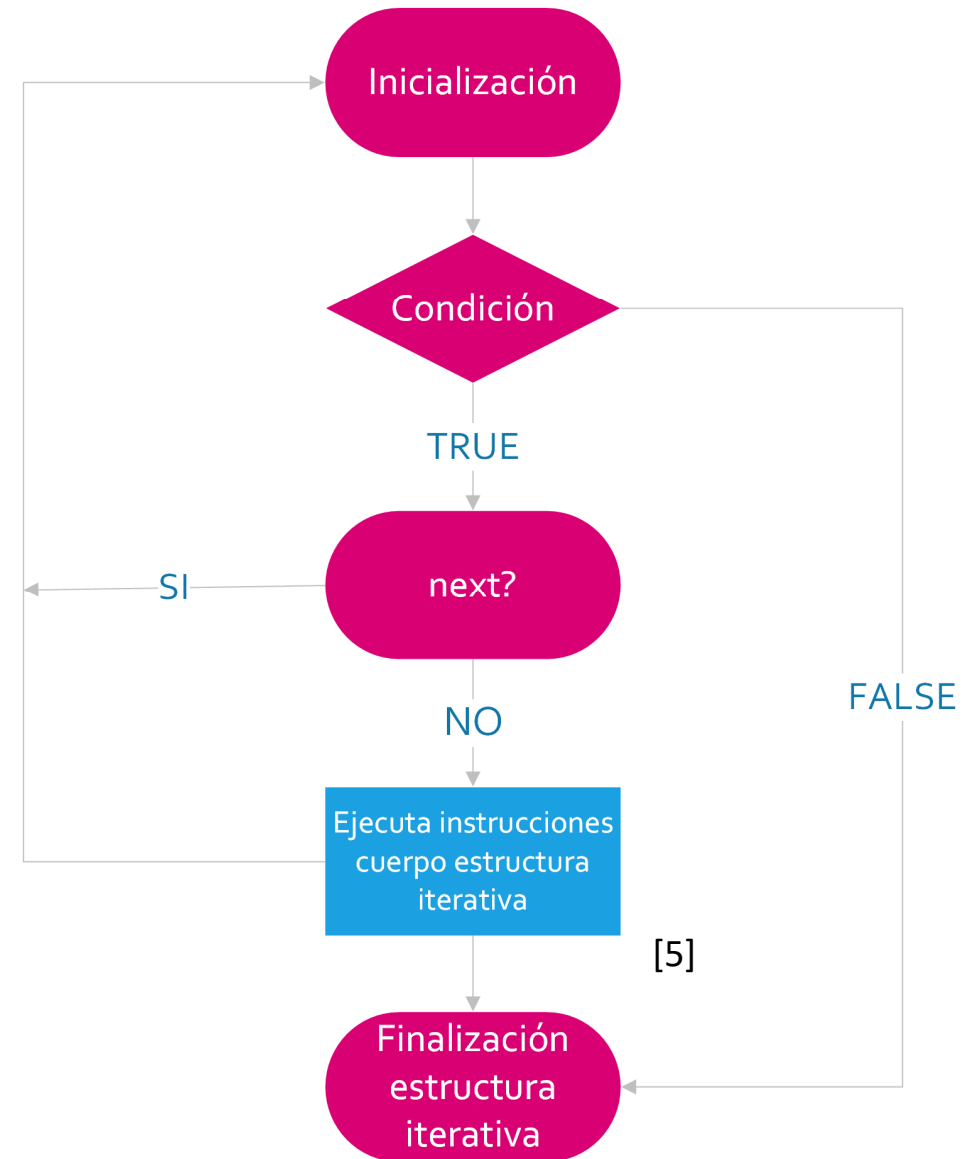 Inicialización
Condición
TRUE
next?
SI
NO
FALSE
Ejecuta instrucciones
cuerpo estructura
iterativa
[5]
Finalización
estructura
iterativa